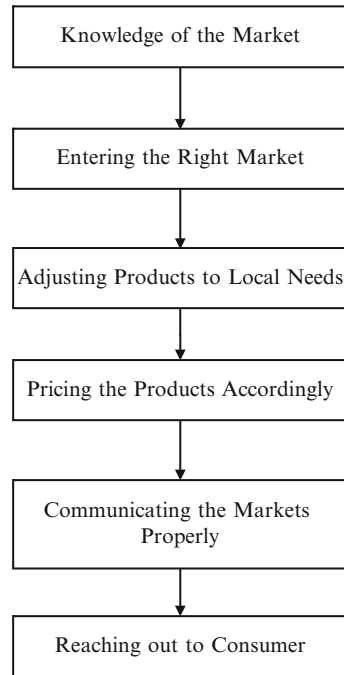 Knowledge of the Market
Entering the Right Market
Adjusting Products to Local Needs
Pricing the Products Accordingly
Communicating the Markets
Properly
Reaching out to Consumer